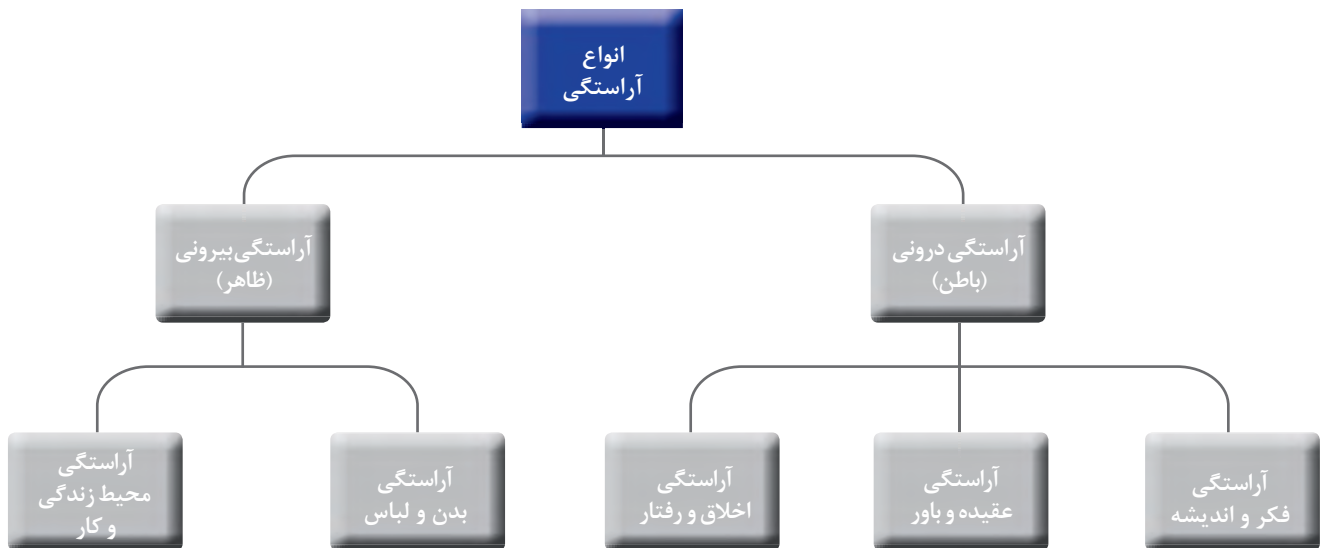 انواع
آراستگی
آراستگی درونی
(باطن)
آراستگی بیرونی
(ظاهر)
آراستگی
فکر و اندیشه
آراستگی
عقیده و باور
آراستگی
اخلاق و رفتار
آراستگی
بدن و لباس
آراستگی
محیط زندگی
و کار